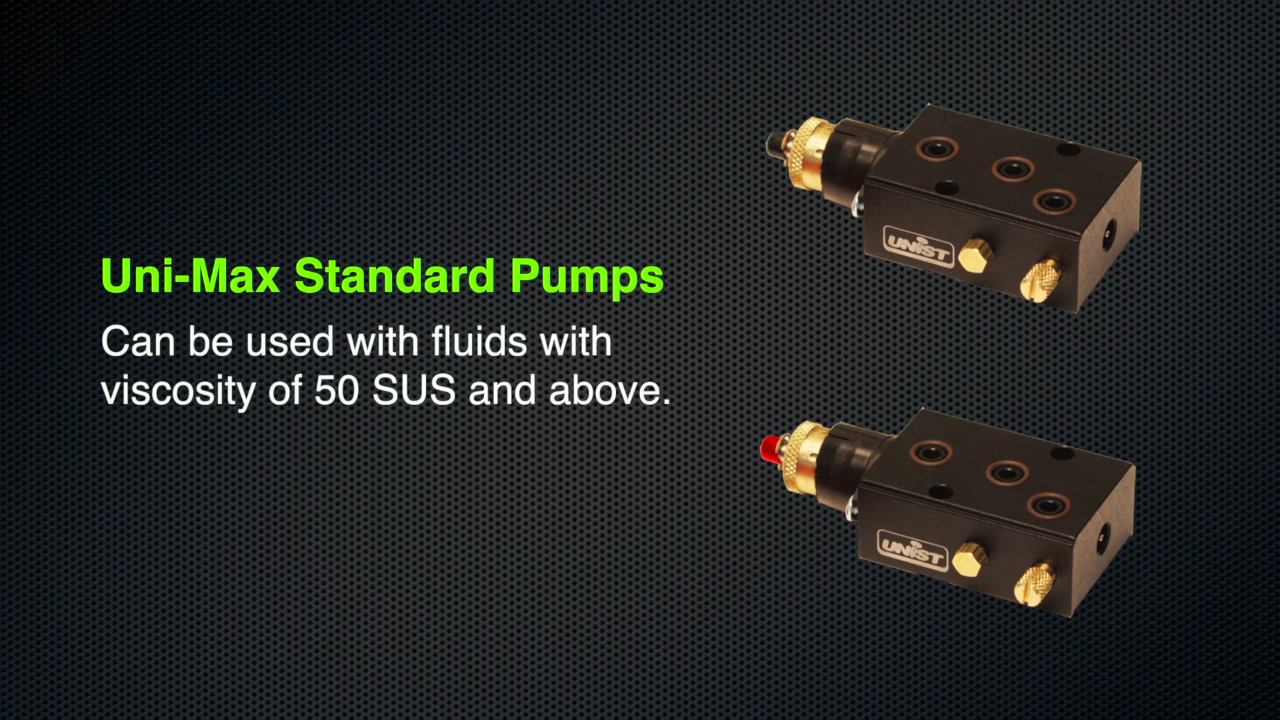 Uni-Max Standard Pumps
Can be used with fluids with
viscosity of 50 SUS and above.
UNIST
UNIST